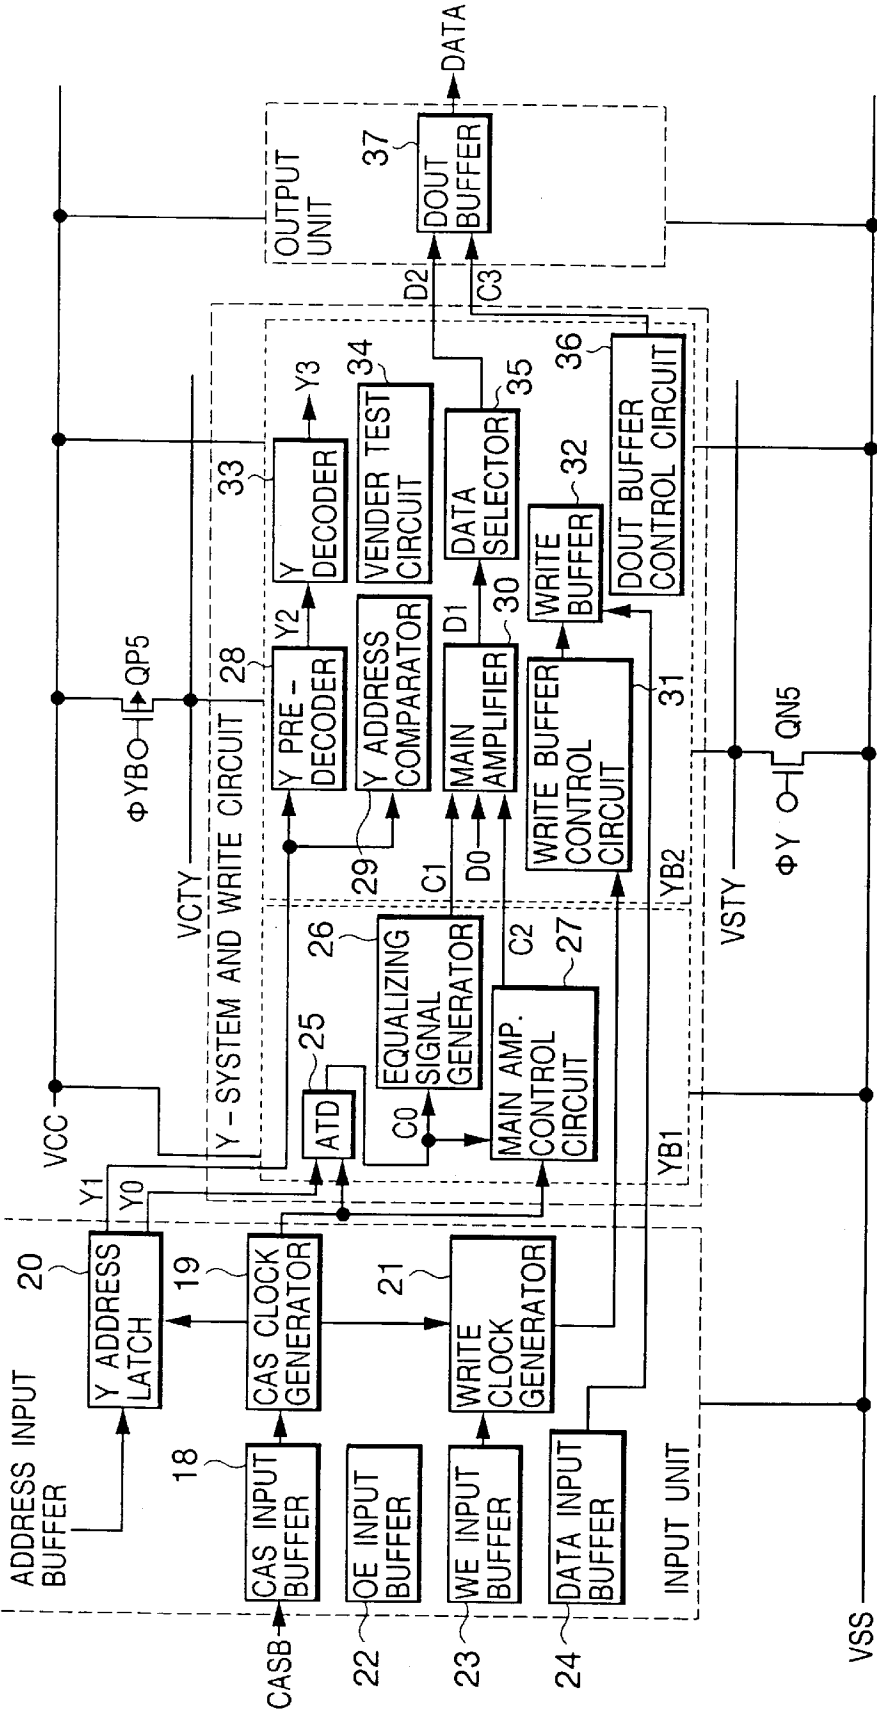 ADDRESS INPUT
BUFFER
20
Y ADDRESS
LATCH
Y1
Y0
VCC
CASB
18
CAS INPUT
BUFFER
19
CAS CLOCK
GENERATOR
22
OE INPUT
BUFFER
21
WRITE
CLOCK
GENERATOR
23
WE INPUT
BUFFER
24
DATA INPUT
BUFFER
INPUT UNIT
VSS
Y-SYSTEM AND WRITE CIRCUIT
VCTY
ΦYB
QP5
25
ATD
C0
26
EQUALIZING
SIGNAL
GENERATOR
27
MAIN AMP.
CONTROL
CIRCUIT
YB1
C1
D0
C2
28
Y PRE-
DECODER
Y2
33
Y
DECODER
Y3
29
Y ADDRESS
COMPARATOR
34
VENDER TEST
CIRCUIT
30
MAIN
AMPLIFIER
D1
35
DATA
SELECTOR
31
WRITE BUFFER
CONTROL
CIRCUIT
32
WRITE
BUFFER
36
DOUT BUFFER
CONTROL CIRCUIT
YB2
VSTY
ΦY
QN5
OUTPUT
UNIT
D2
C3
37
DOUT
BUFFER
DATA